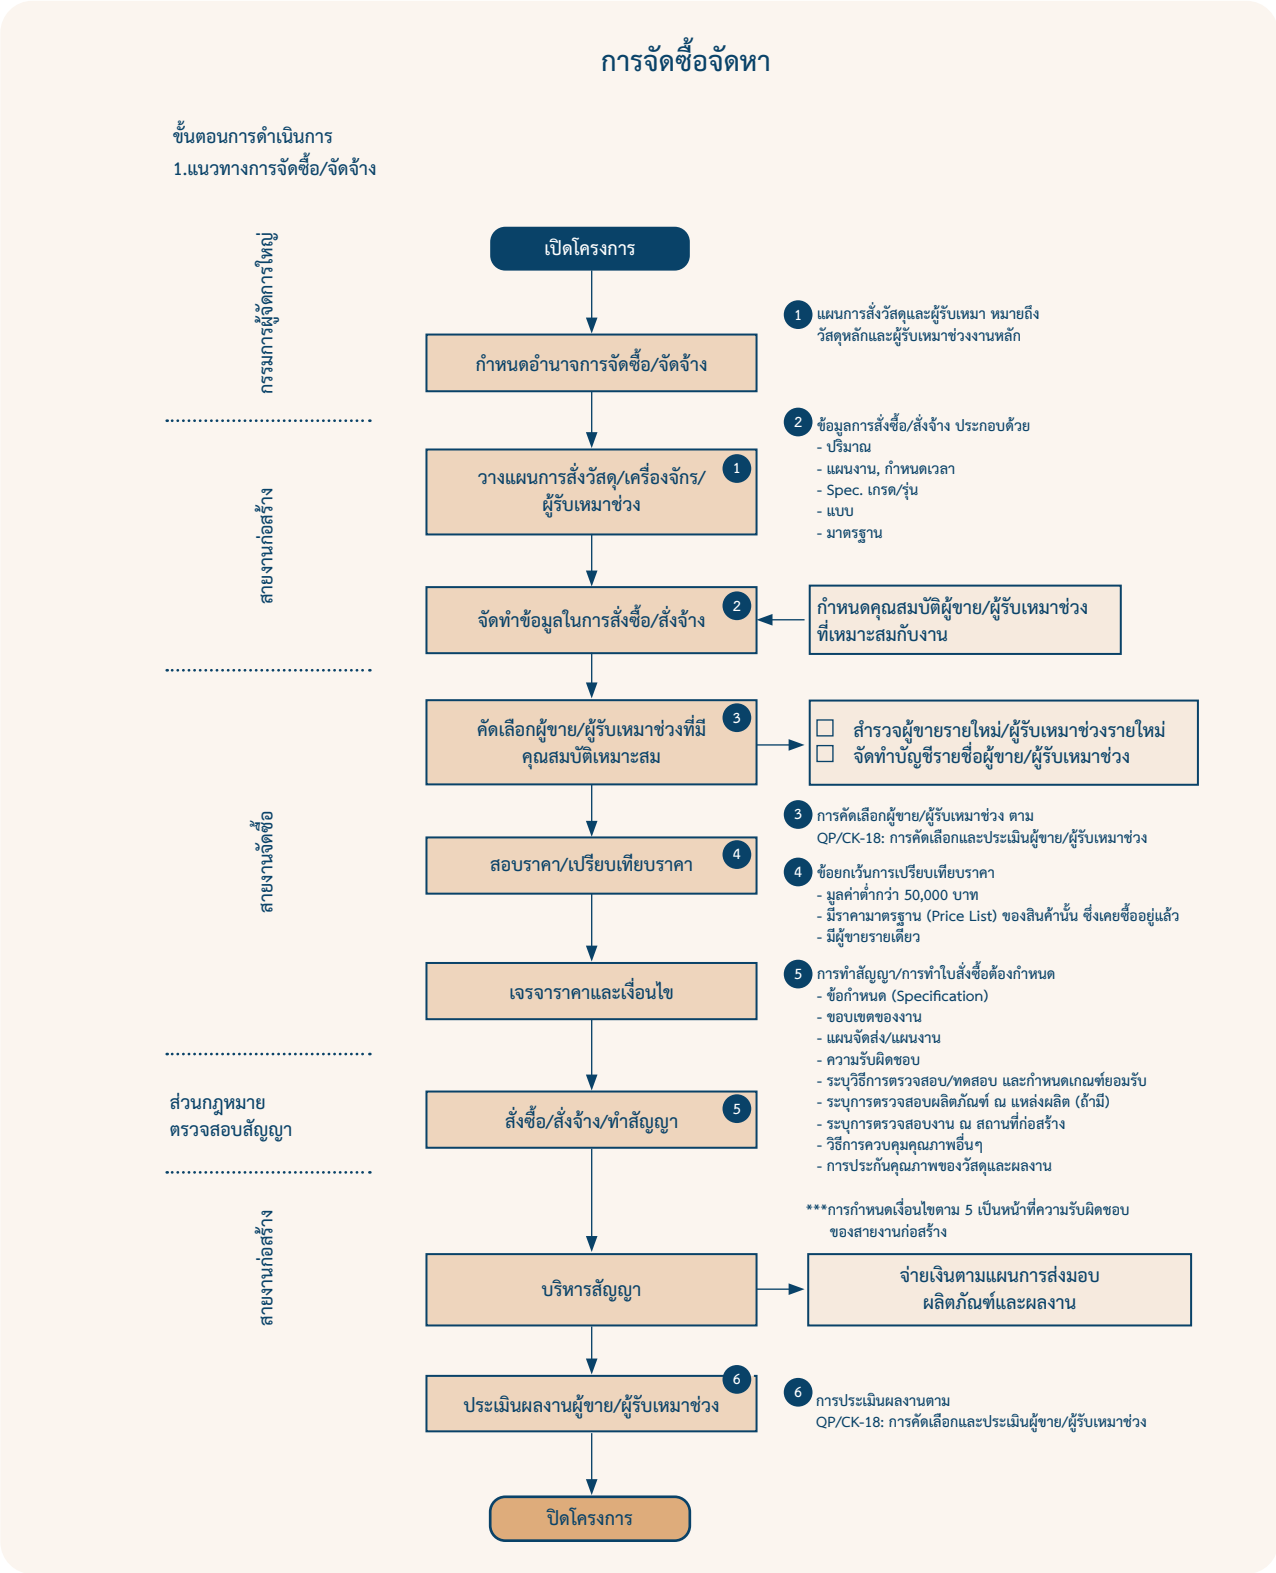 การจัดซื้อจัดหา
ขั้นตอนการดำเนินการ
1.แนวทางการจัดซื้อ/จัดจ้าง
กรรมการผู้จัดการใหญ่
เปิดโครงการ
กำหนดอำนาจการจัดซื้อ/จัดจ้าง
1 แผนการสั่งวัสดุและผู้รับเหมา หมายถึง
วัสดุหลักและผู้รับเหมาช่วงงานหลัก
สายงานก่อสร้าง
วางแผนการสั่งวัสดุ/เครื่องจักร/ 1
ผู้รับเหมาช่วง
2 ข้อมูลการสั่งซื้อ/สั่งจ้าง ประกอบด้วย
- ปริมาณ
- แผนงาน, กำหนดเวลา
- Spec. เกรด/รุ่น
- แบบ
- มาตรฐาน
จัดทำข้อมูลในการสั่งซื้อ/สั่งจ้าง 2
กำหนดคุณสมบัติผู้ขาย/ผู้รับเหมาช่วง
ที่เหมาะสมกับงาน
สายงานจัดซื้อ
คัดเลือกผู้ขาย/ผู้รับเหมาช่วงที่มี 3
คุณสมบัติเหมาะสม
☐ สำรวจผู้ขายรายใหม่/ผู้รับเหมาช่วงรายใหม่
☐ จัดทำบัญชีรายชื่อผู้ขาย/ผู้รับเหมาช่วง
3 การคัดเลือกผู้ขาย/ผู้รับเหมาช่วง ตาม
QP/CK-18: การคัดเลือกและประเมินผู้ขาย/ผู้รับเหมาช่วง
สอบราคา/เปรียบเทียบราคา 4
4 ข้อยกเว้นการเปรียบเทียบราคา
- มูลค่าต่ำกว่า 50,000 บาท
- มีราคามาตรฐาน (Price List) ของสินค้านั้น ซึ่งเคยซื้ออยู่แล้ว
- มีผู้ขายรายเดียว
เจรจาราคาและเงื่อนไข
5 การทำสัญญา/การทำใบสั่งซื้อต้องกำหนด
- ข้อกำหนด (Specification)
- ขอบเขตของงาน
- แผนจัดส่ง/แผนงาน
- ความรับผิดชอบ
- ระบุวิธีการตรวจสอบ/ทดสอบ และกำหนดเกณฑ์ยอมรับ
- ระบุการตรวจสอบผลิตภัณฑ์ ณ แหล่งผลิต (ถ้ามี)
- ระบุการตรวจสอบงาน ณ สถานที่ก่อสร้าง
- วิธีการควบคุมคุณภาพอื่นๆ
- การประกันคุณภาพของวัสดุและผลงาน
ส่วนกฎหมาย
ตรวจสอบสัญญา
สั่งซื้อ/สั่งจ้าง/ทำสัญญา 5
***การกำหนดเงื่อนไขตาม 5 เป็นหน้าที่ความรับผิดชอบ
ของสายงานก่อสร้าง
สายงานก่อสร้าง
บริหารสัญญา
จ่ายเงินตามแผนการส่งมอบ
ผลิตภัณฑ์และผลงาน
ประเมินผลงานผู้ขาย/ผู้รับเหมาช่วง 6
6 การประเมินผลงานตาม
QP/CK-18: การคัดเลือกและประเมินผู้ขาย/ผู้รับเหมาช่วง
ปิดโครงการ